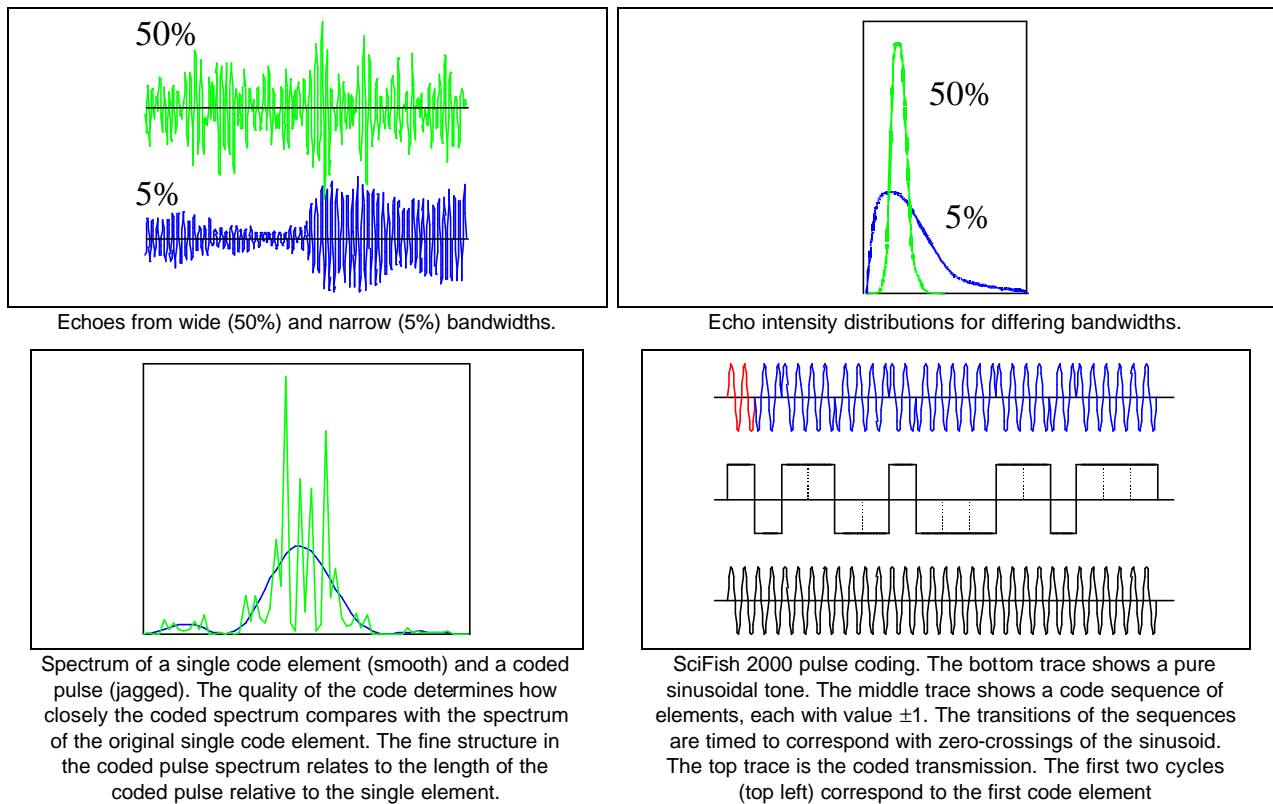 50%
5%
50%
5%
Echoes from wide (50%) and narrow (5%) bandwidths.
Echo intensity distributions for differing bandwidths.
Spectrum of a single code element (smooth) and a coded
pulse (jagged). The quality of the code determines how
closely the coded spectrum compares with the spectrum
of the original single code element. The fine structure in
the coded pulse spectrum relates to the length of the
coded pulse relative to the single element.
SciFish 2000 pulse coding. The bottom trace shows a pure
sinusoidal tone. The middle trace shows a code sequence of
elements, each with value ±1. The transitions of the sequences
are timed to correspond with zero-crossings of the sinusoid.
The top trace is the coded transmission. The first two cycles
(top left) correspond to the first code element